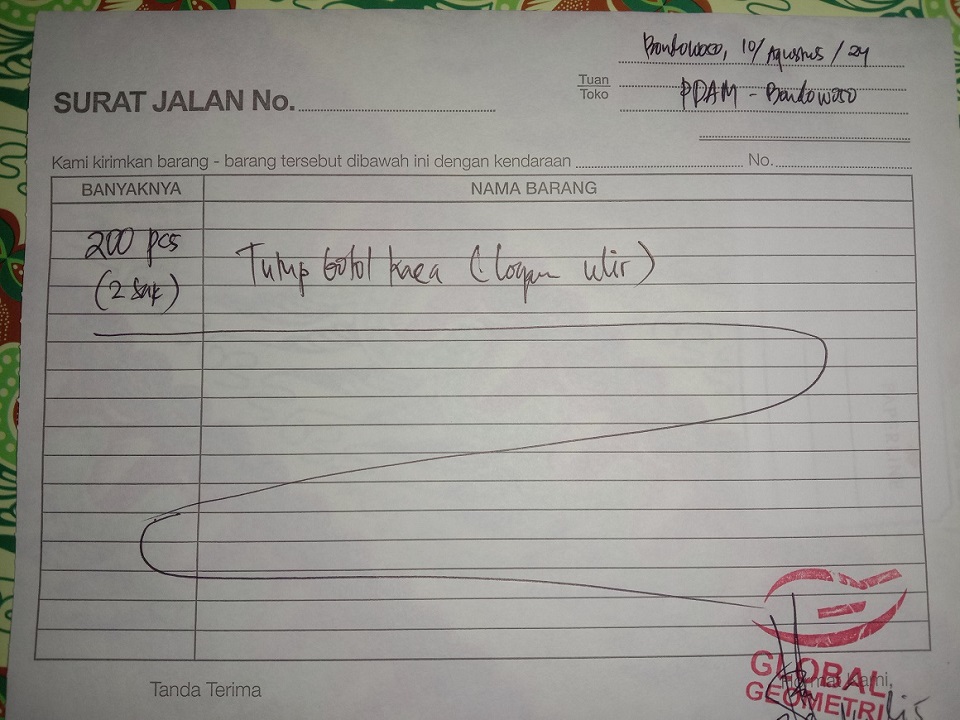 Bondowoso, 10/Agustus/24
SURAT JALAN No.
Tuan
Toko
PDAM - Bondowoso
Kami kirimkan barang - barang tersebut dibawah ini dengan kendaraan No.
BANYAKNYA NAMA BARANG
200 pcs Tutup botol kaca (logam ulir)
(2 sak)
Tanda Terima
Hormat Kami,
GLOBAL
GEOMETRI